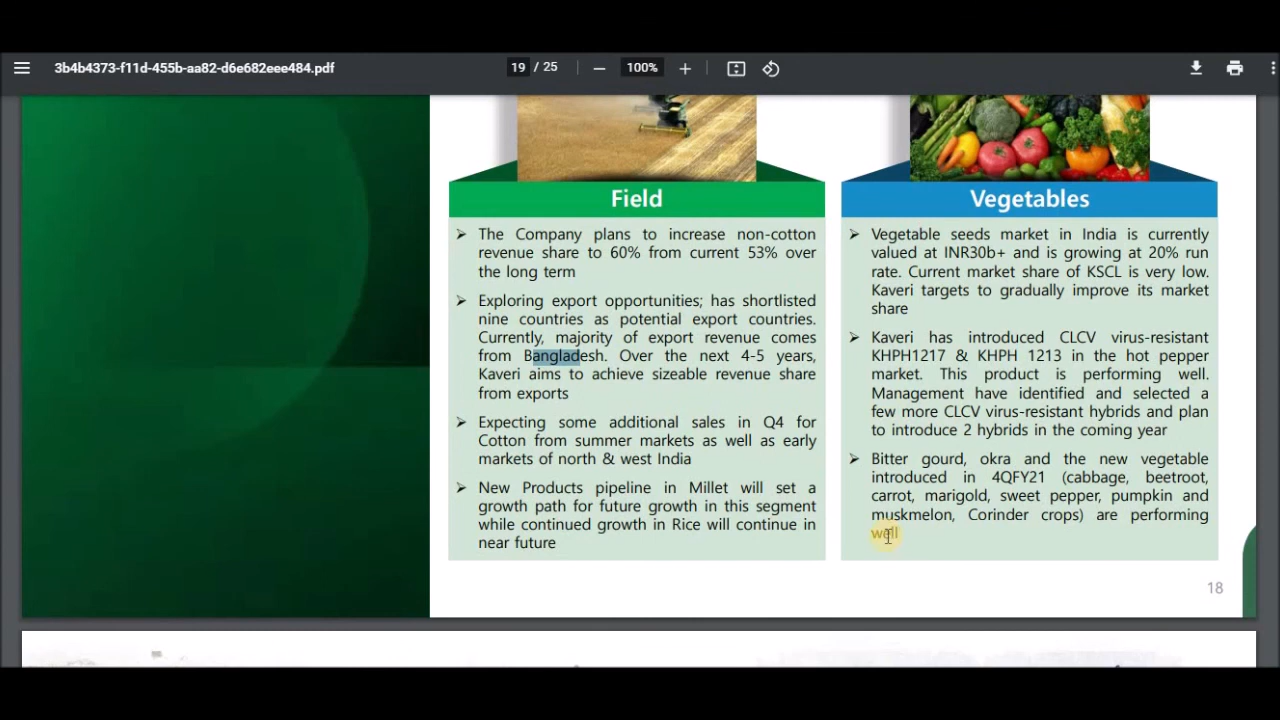 3b4b4373-f11d-455b-aa82-d6e682eee484.pdf
19 / 25
100%
Field
The Company plans to increase non-cotton
revenue share to 60% from current 53% over
the long term
Exploring export opportunities; has shortlisted
nine countries as potential export countries.
Currently, majority of export revenue comes
from Bangladesh. Over the next 4-5 years,
Kaveri aims to achieve sizeable revenue share
from exports
Expecting some additional sales in Q4 for
Cotton from summer markets as well as early
markets of north & west India
New Products pipeline in Millet will set a
growth path for future growth in this segment
while continued growth in Rice will continue in
near future
Vegetables
Vegetable seeds market in India is currently
valued at INR30b+ and is growing at 20% run
rate. Current market share of KSCL is very low.
Kaveri targets to gradually improve its market
share
Kaveri has introduced CLCV virus-resistant
KHPH1217 & KHPH 1213 in the hot pepper
market. This product is performing well.
Management have identified and selected a
few more CLCV virus-resistant hybrids and plan
to introduce 2 hybrids in the coming year
Bitter gourd, okra and the new vegetable
introduced in 4QFY21 (cabbage, beetroot,
carrot, marigold, sweet pepper, pumpkin and
muskmelon, Corinder crops) are performing
well
18